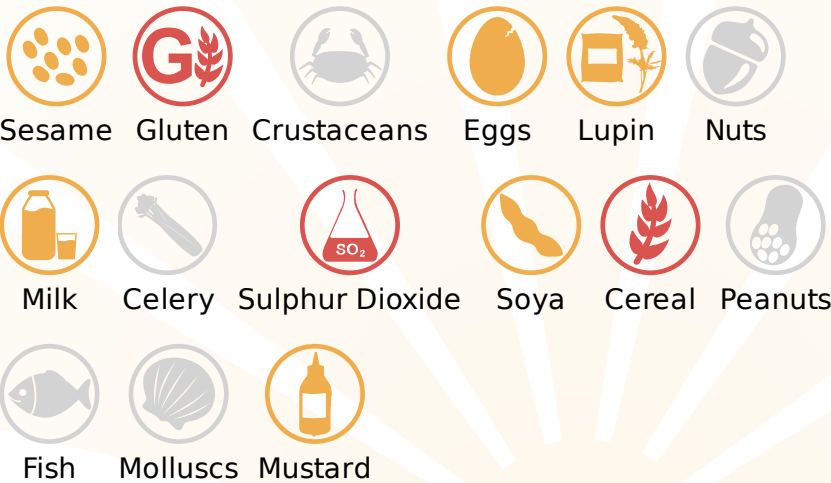 G
Sesame Gluten Crustaceans Eggs Lupin Nuts
SO₂
Milk Celery Sulphur Dioxide Soya Cereal Peanuts
Fish Molluscs Mustard